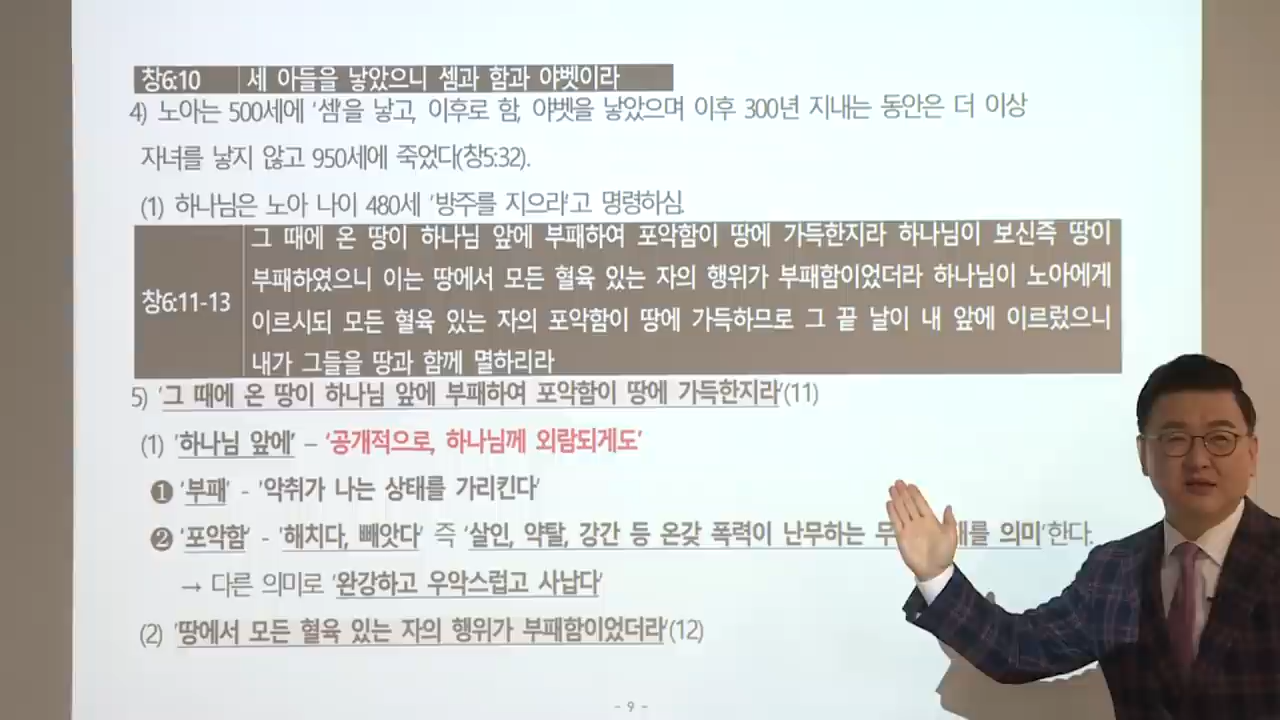 창6:10 세 아들을 낳았으니 셈과 함과 야벳이라
4) 노아는 500세에 '셈'을 낳고, 이후로 함, 야벳을 낳았으며 이후 300년 지내는 동안은 더 이상
자녀를 낳지 않고 950세에 죽었다(창5:32).
(1) 하나님은 노아 나이 480세 '방주를 지으라'고 명령하심.
그 때에 온 땅이 하나님 앞에 부패하여 포악함이 땅에 가득한지라 하나님이 보신즉 땅이
부패하였으니 이는 땅에서 모든 혈육 있는 자의 행위가 부패함이었더라 하나님이 노아에게
창6:11-13
이르시되 모든 혈육 있는 자의 포악함이 땅에 가득하므로 그 끝 날이 내 앞에 이르렀으니
내가 그들을 땅과 함께 멸하리라
5) '그 때에 온 땅이 하나님 앞에 부패하여 포악함이 땅에 가득한지라'(11)
(1) '하나님 앞에' – '공개적으로, 하나님께 외람되게도'
❶ '부패' - '악취가 나는 상태를 가리킨다'
❷ '포악함' - '해치다, 빼앗다' 즉 '살인, 약탈, 강간 등 온갖 폭력이 난무하는 를 의미'한다.
→ 다른 의미로 '완강하고 우악스럽고 사납다'
(2) '땅에서 모든 혈육 있는 자의 행위가 부패함이었더라'(12)
- 9 -